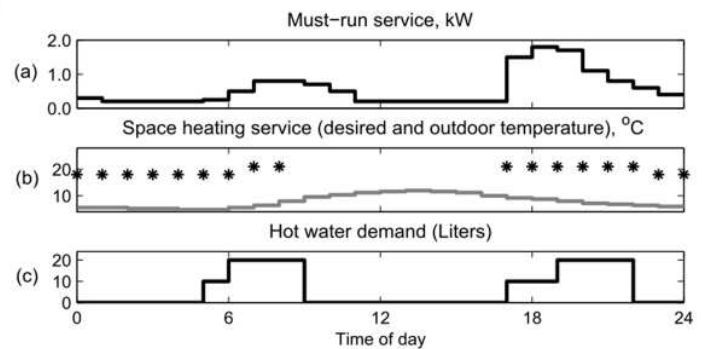 Must−run service, kW
2.0
(a) 1.0
0.0
Space heating service (desired and outdoor temperature), °C
20
(b)
10
Hot water demand (Liters)
20
(c) 10
0
0 6 12 18 24
Time of day